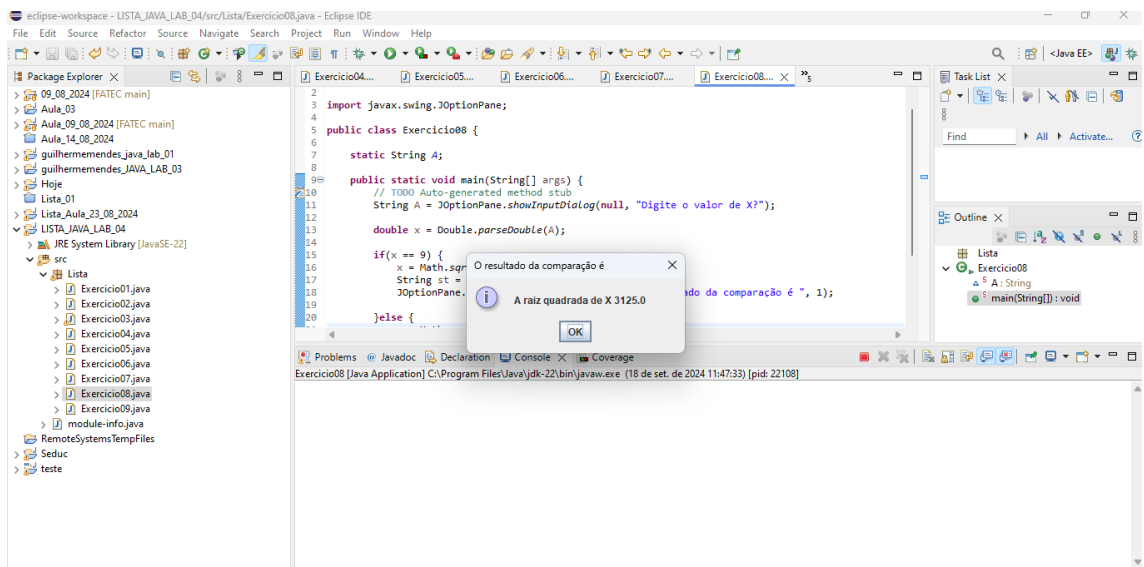 eclipse-workspace - LISTA_JAVA_LAB_04/src/Lista/Exercicio08.java - Eclipse IDE
File Edit Source Refactor Source Navigate Search Project Run Window Help
<Java EE>
Package Explorer
09_08_2024 [FATEC main]
Aula_03
Aula_09_08_2024 [FATEC main]
Aula_14_08_2024
guilhermemendes_java_lab_01
guilhermemendes_JAVA_LAB_03
Hoje
Lista_01
Lista_Aula_23_08_2024
LISTA_JAVA_LAB_04
JRE System Library [JavaSE-22]
src
Lista
Exercicio01.java
Exercicio02.java
Exercicio03.java
Exercicio04.java
Exercicio05.java
Exercicio06.java
Exercicio07.java
Exercicio08.java
Exercicio09.java
module-info.java
RemoteSystemsTempFiles
Seduc
teste
Exercicio04.... Exercicio05.... Exercicio06.... Exercicio07.... Exercicio08.... »5
2
3 import javax.swing.JOptionPane;
4
5 public class Exercicio08 {
6
7 static String A;
8
9 public static void main(String[] args) {
10 // TODO Auto-generated method stub
11 String A = JOptionPane.showInputDialog(null, "Digite o valor de X?");
12
13 double x = Double.parseDouble(A);
14
15 if(x == 9) {
16 x = Math.sqr
17 String st =
18 JOptionPane. do da comparação é ", 1);
19
20 }else {
O resultado da comparação é
A raiz quadrada de X 3125.0
OK
Task List
Find All Activate...
Outline
Lista
Exercicio08
A : String
main(String[]) : void
Problems Javadoc Declaration Console Coverage
Exercicio08 [Java Application] C:\Program Files\Java\jdk-22\bin\javaw.exe (18 de set. de 2024 11:47:33) [pid: 22108]